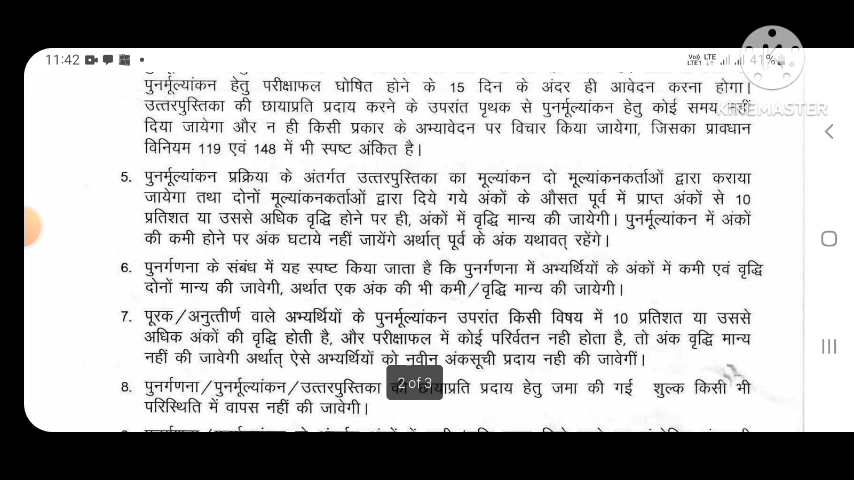 11:42
Vo) LTE LTE1
41%
KINEMASTER
पुनर्मूल्यांकन हेतु परीक्षाफल घोषित होने के 15 दिन के अंदर ही आवेदन करना होगा।
उत्तरपुस्तिका की छायाप्रति प्रदाय करने के उपरांत पृथक से पुनर्मूल्यांकन हेतु कोई समय नहीं
दिया जायेगा और न ही किसी प्रकार के अभ्यावेदन पर विचार किया जायेगा, जिसका प्रावधान
विनियम 119 एवं 148 में भी स्पष्ट अंकित है।
5. पुनर्मूल्यांकन प्रक्रिया के अंतर्गत उत्तरपुस्तिका का मूल्यांकन दो मूल्यांकनकर्ताओं द्वारा कराया
जायेगा तथा दोनों मूल्यांकनकर्ताओं द्वारा दिये गये अंकों के औसत पूर्व में प्राप्त अंकों से 10
प्रतिशत या उससे अधिक वृद्धि होने पर ही, अंकों में वृद्धि मान्य की जायेगी। पुनर्मूल्यांकन में अंकों
की कमी होने पर अंक घटाये नहीं जायेंगे अर्थात् पूर्व के अंक यथावत् रहेंगे।
6. पुनर्गणना के संबंध में यह स्पष्ट किया जाता है कि पुनर्गणना में अभ्यर्थियों के अंकों में कमी एवं वृद्धि
दोनों मान्य की जावेगी, अर्थात एक अंक की भी कमी/वृद्धि मान्य की जायेगी।
7. पूरक/अनुत्तीर्ण वाले अभ्यर्थियों के पुनर्मूल्यांकन उपरांत किसी विषय में 10 प्रतिशत या उससे
अधिक अंकों की वृद्धि होती है, और परीक्षाफल में कोई परिर्वतन नही होता है, तो अंक वृद्धि मान्य
नहीं की जावेगी अर्थात् ऐसे अभ्यर्थियों को नवीन अंकसूची प्रदाय नही की जावेगीं।
2 of 3
8. पुनर्गणना/पुनर्मूल्यांकन/उत्तरपुस्तिका की छायाप्रति प्रदाय हेतु जमा की गई शुल्क किसी भी
परिस्थिति में वापस नहीं की जावेगी।